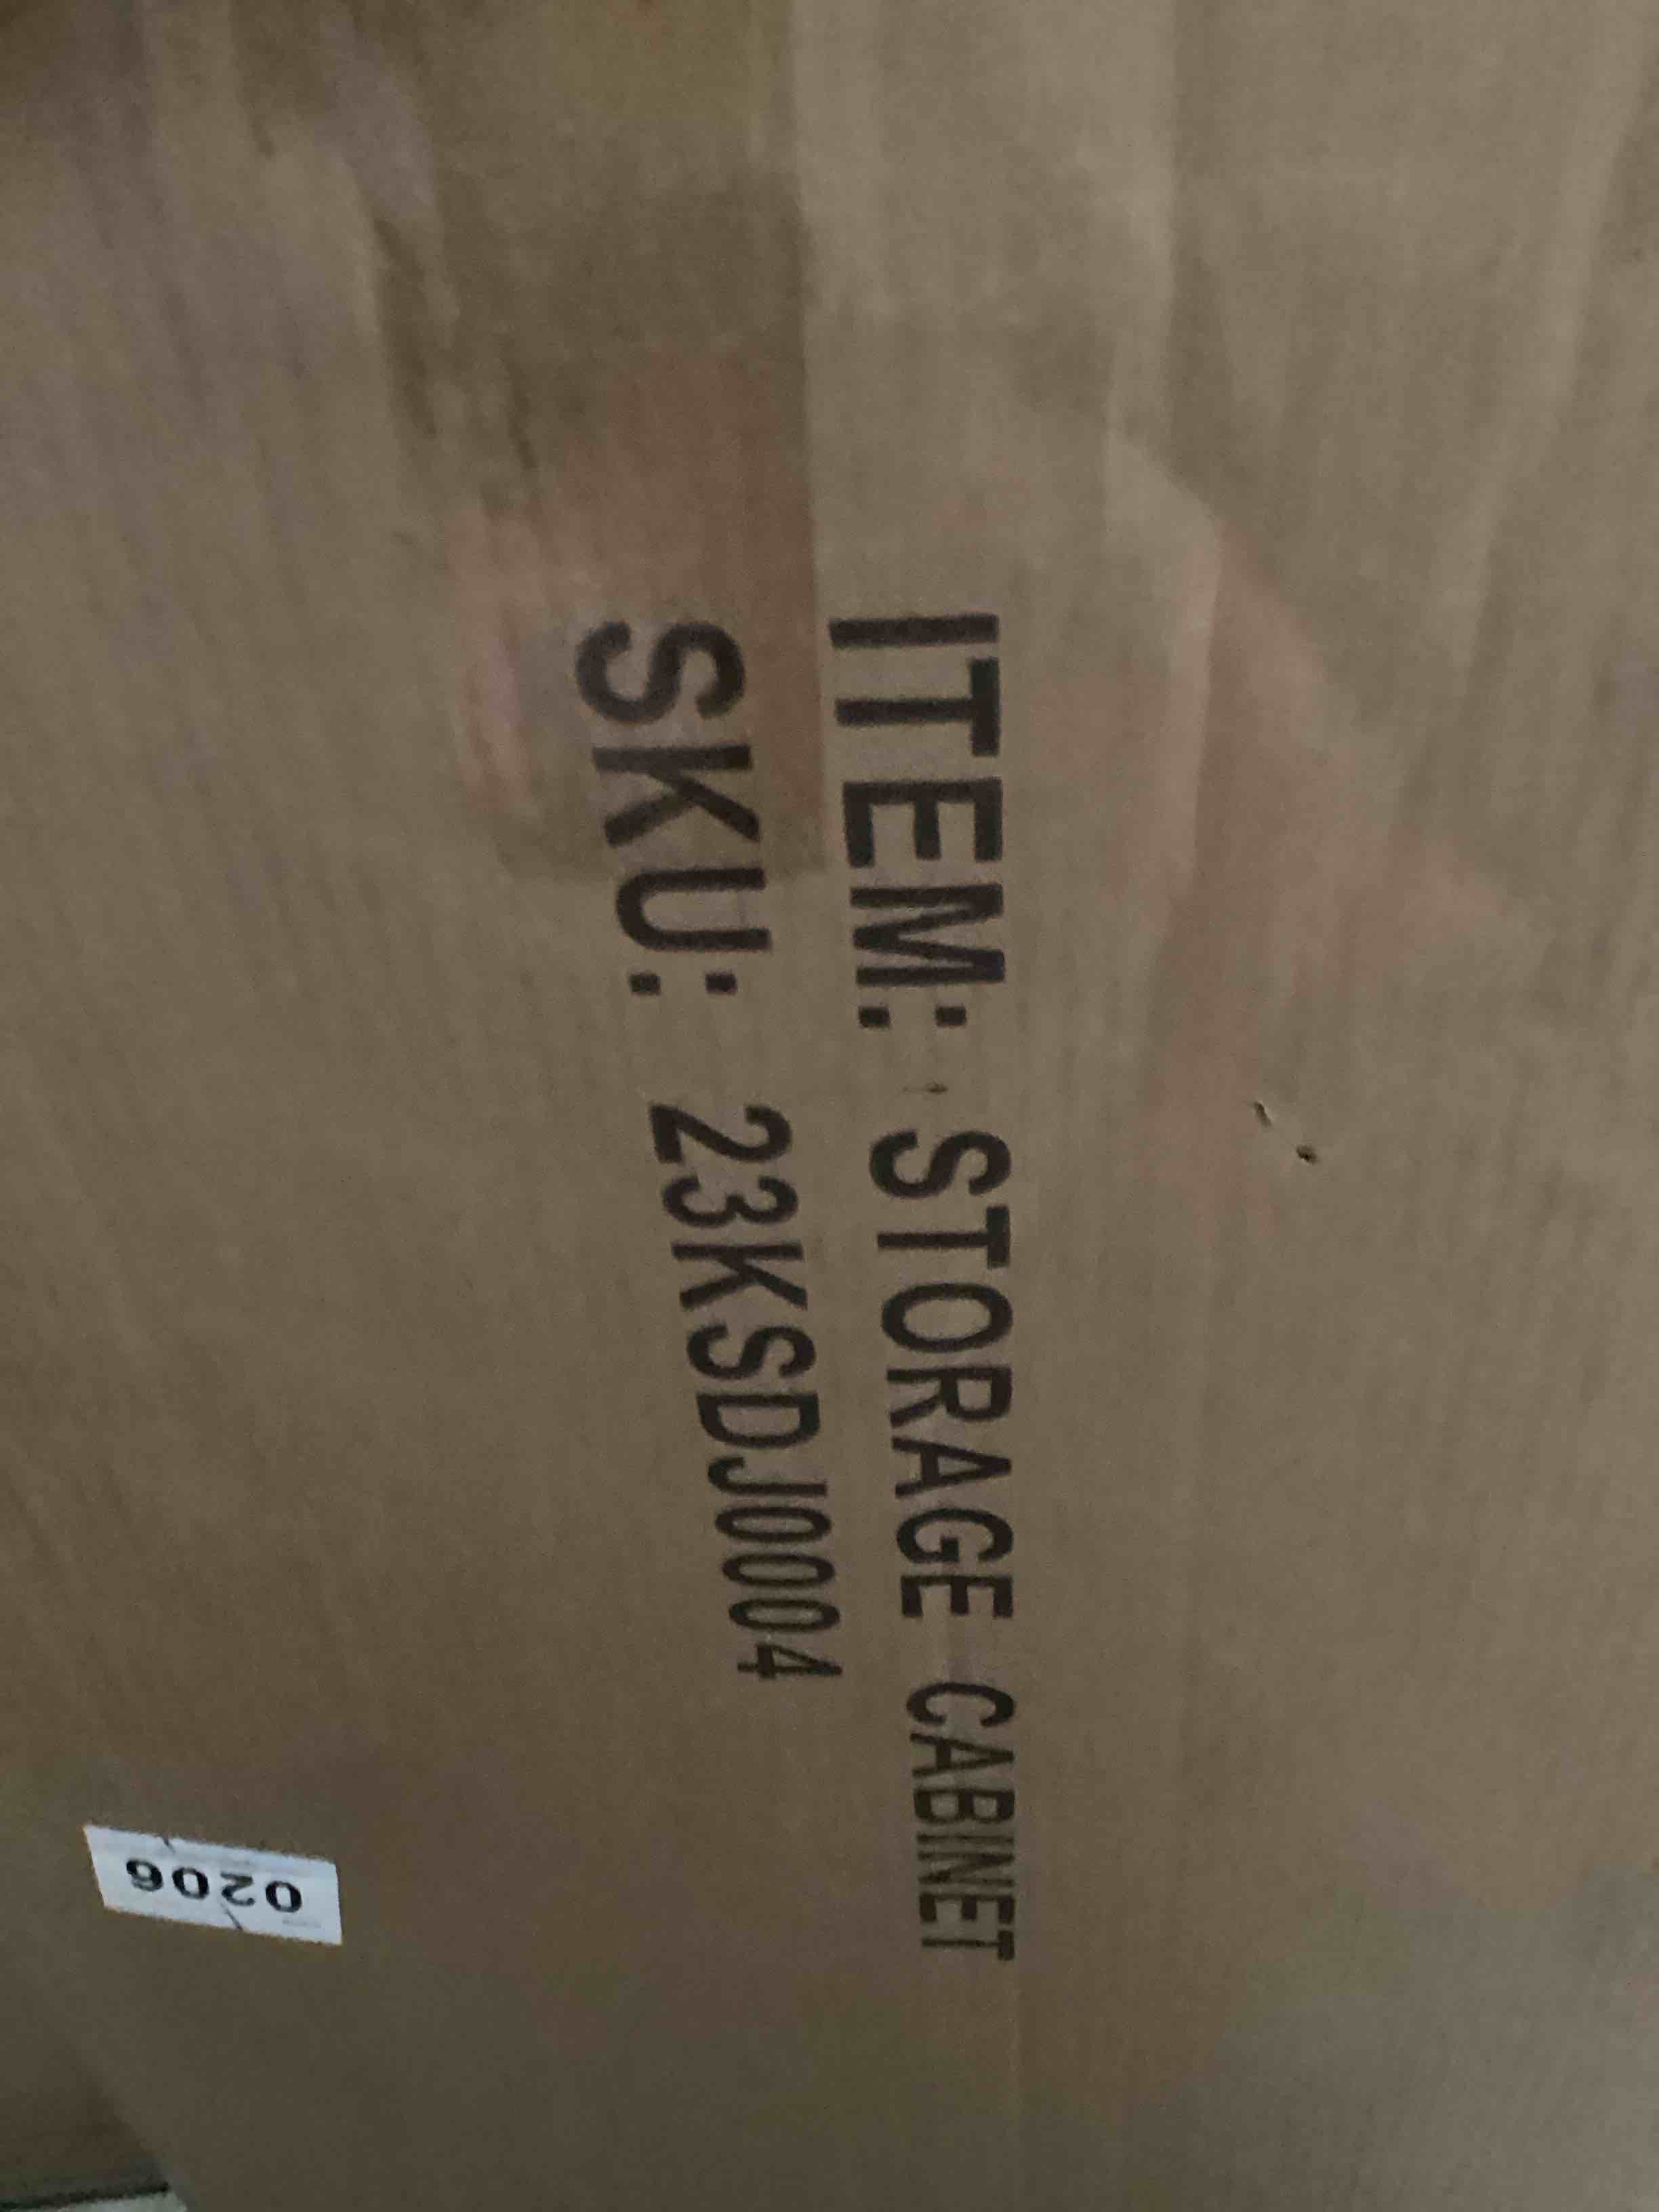 ITEM: STORAGE CABINET
SKU: 23KSDJ0004
0206